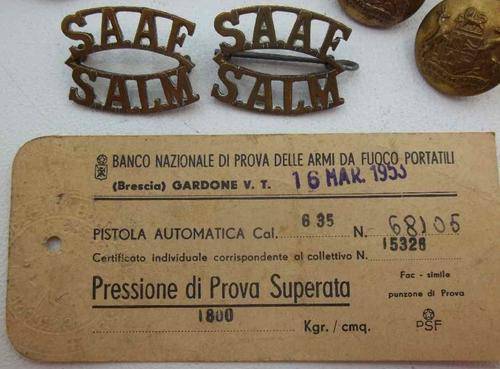 SAAF SAAF
SALM SALM
BANCO NAZIONALE DI PROVA DELLE ARMI DA FUOCO PORTATILI
(Brescia) GARDONE V. T. 16 MAR. 1953
PISTOLA AUTOMATICA Cal. 6 35 N. 68105
Certificato individuale corrispondente al collettivo N. 15326
Pressione di Prova Superata
1800 Kgr./cmq.
Fac - simile
punzone di Prova
PSF